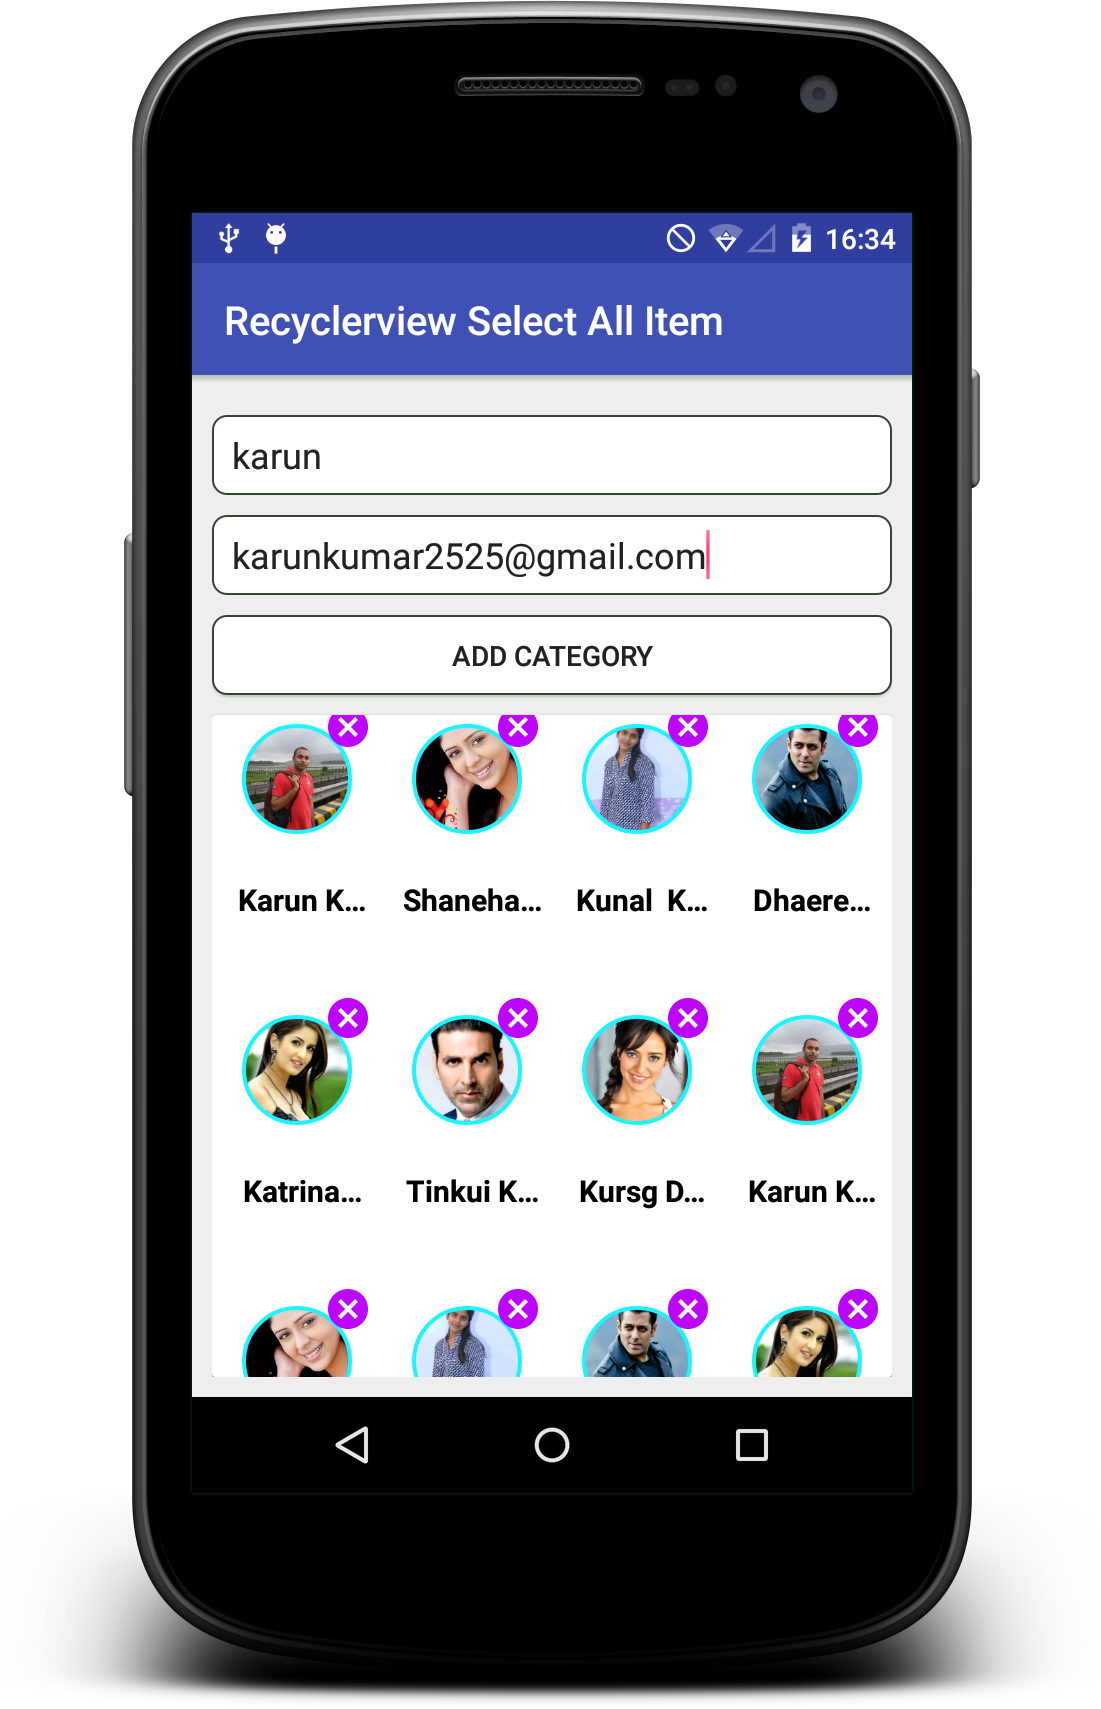 16:34
Recyclerview Select All Item
karun
karunkumar2525@gmail.com
ADD CATEGORY
Karun K... Shaneha... Kunal  K... Dhaere...
Katrina... Tinkui K... Kursg D... Karun K...